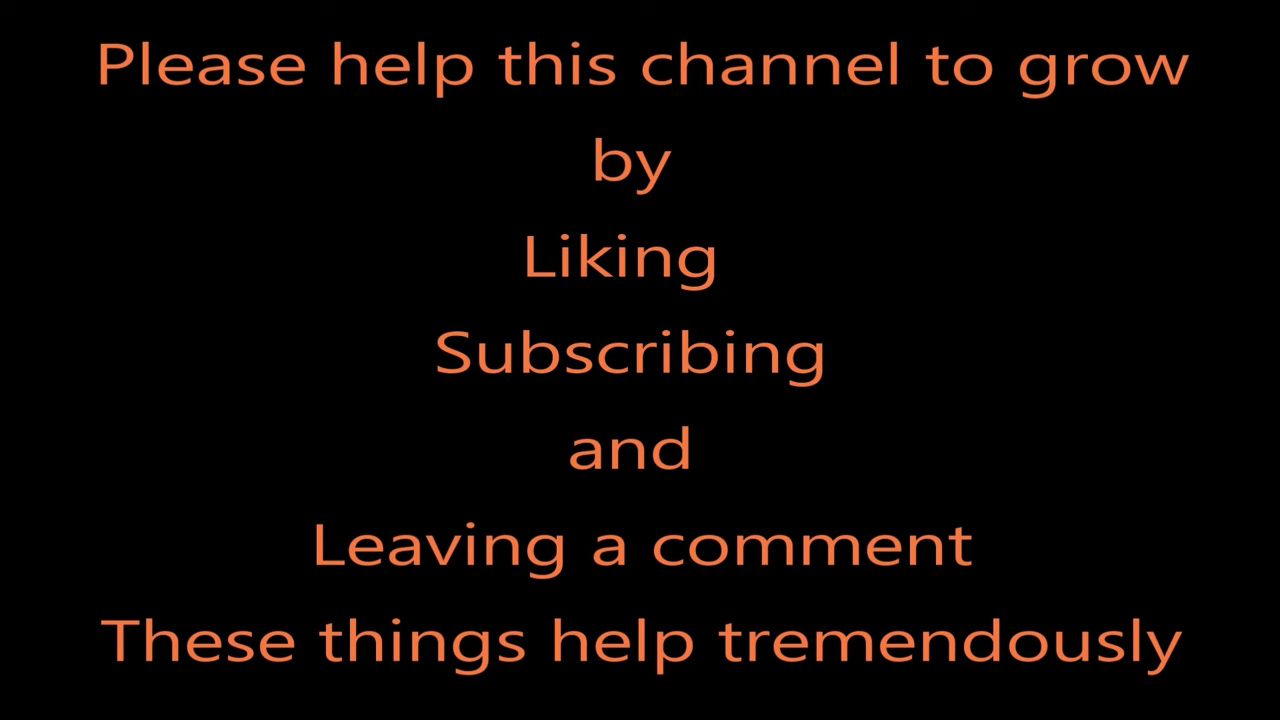 Please help this channel to grow
by
Liking
Subscribing
and
Leaving a comment
These things help tremendously